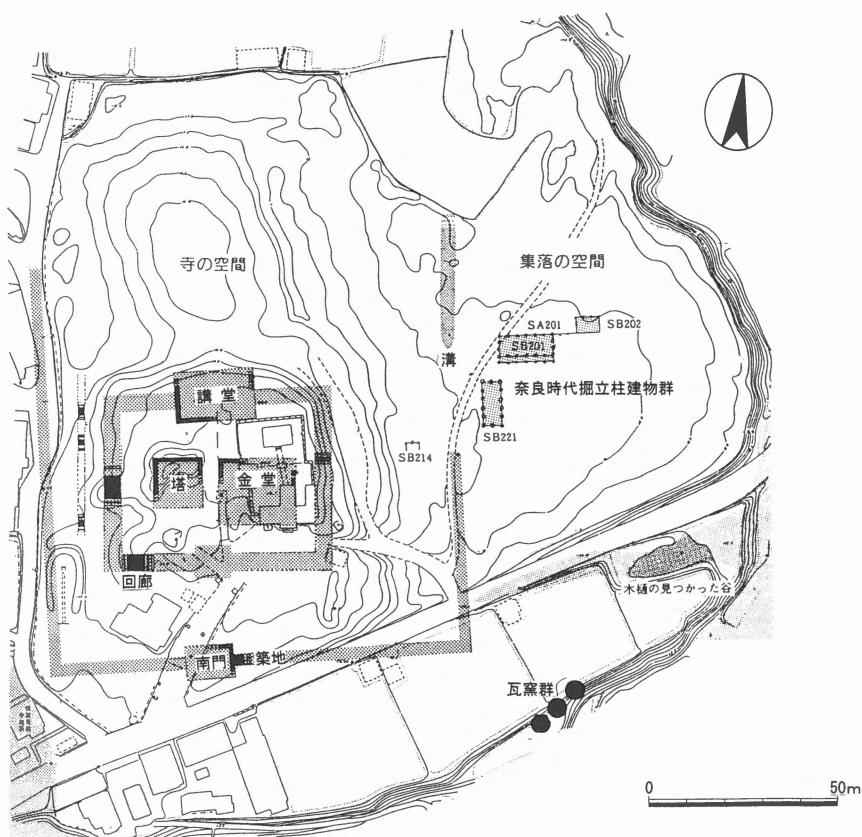 寺の空間
集落の空間
SA201
SB202
SB201
溝
奈良時代掘立柱建物群
講堂
SB221
SB214
塔
金堂
回廊
木樋の見つかった谷
南門
築地
瓦窯群
0
50m